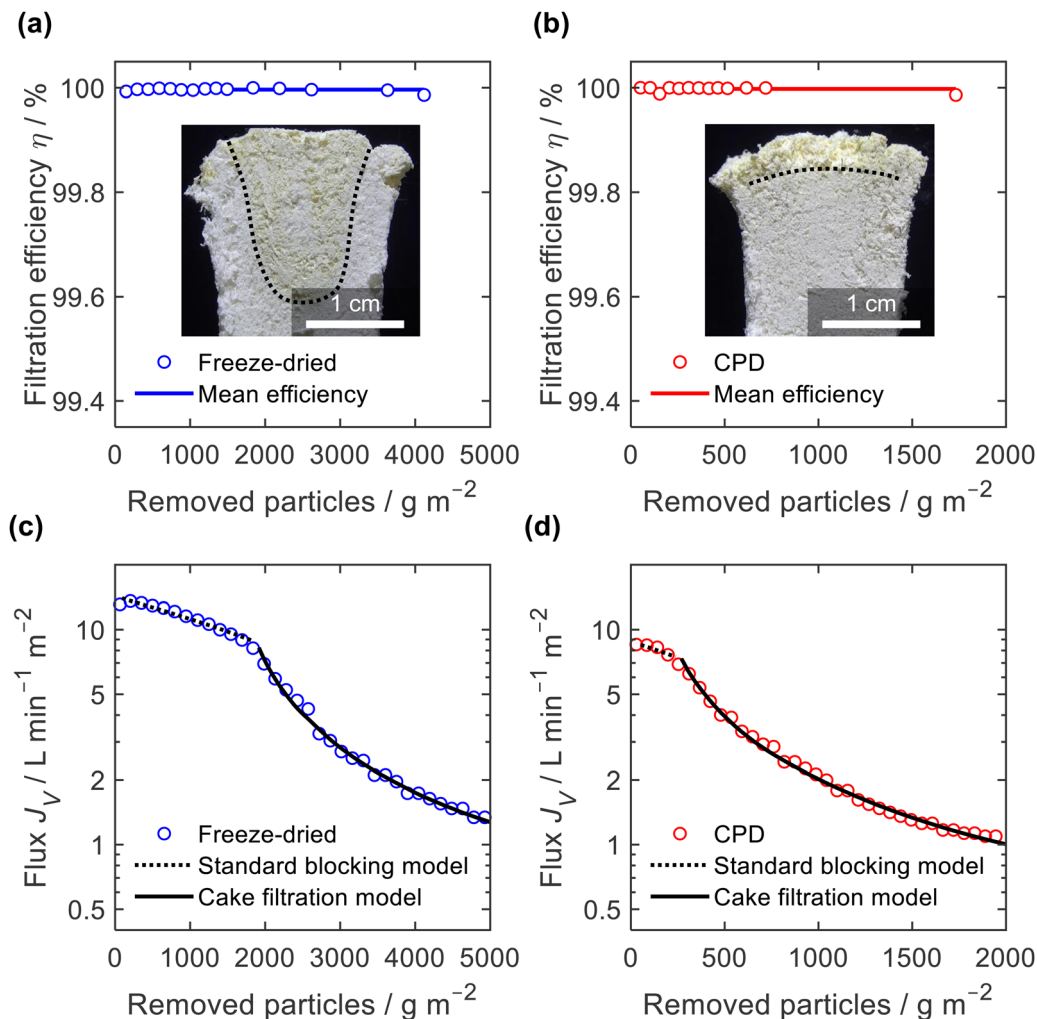 (a)
Filtration efficiency η / %
100
99.8
99.6
99.4
1 cm
Freeze-dried
Mean efficiency
0 1000 2000 3000 4000 5000
Removed particles / g m⁻²
(b)
Filtration efficiency η / %
100
99.8
99.6
99.4
1 cm
CPD
Mean efficiency
0 500 1000 1500 2000
Removed particles / g m⁻²
(c)
Flux J_V / L min⁻¹ m⁻²
10
5
2
1
0.5
Freeze-dried
Standard blocking model
Cake filtration model
0 1000 2000 3000 4000 5000
Removed particles / g m⁻²
(d)
Flux J_V / L min⁻¹ m⁻²
10
5
2
1
0.5
CPD
Standard blocking model
Cake filtration model
0 500 1000 1500 2000
Removed particles / g m⁻²